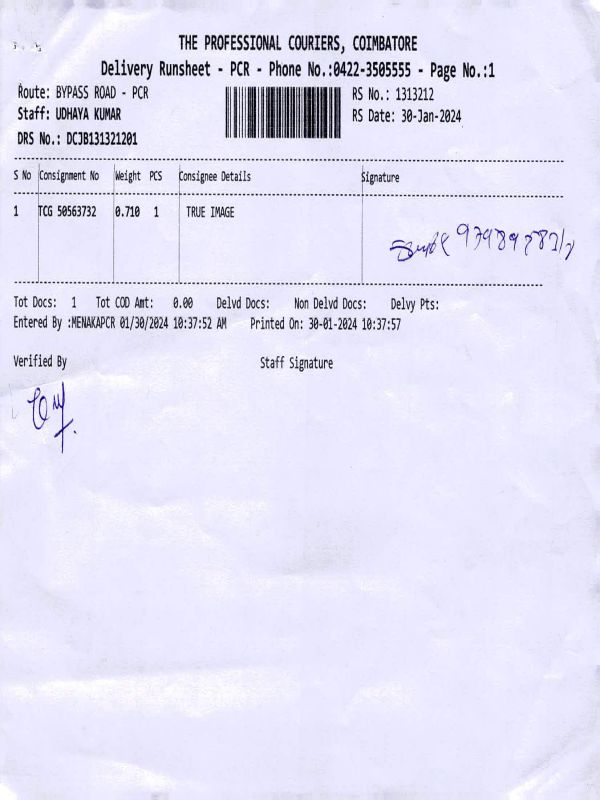 THE PROFESSIONAL COURIERS, COIMBATORE
Delivery Runsheet - PCR - Phone No.:0422-3505555 - Page No.:1
Route: BYPASS ROAD - PCR RS No.: 1313212
Staff: UDHAYA KUMAR RS Date: 30-Jan-2024
DRS No.: DCJB131321201
S No Consignment No Weight PCS Consignee Details Signature
1 TCG 50563732 0.710 1 TRUE IMAGE
Tot Docs: 1 Tot COD Amt: 0.00 Delvd Docs: Non Delvd Docs: Delvy Pts:
Entered By :MENAKAPCR 01/30/2024 10:37:52 AM Printed On: 30-01-2024 10:37:57
Verified By Staff Signature